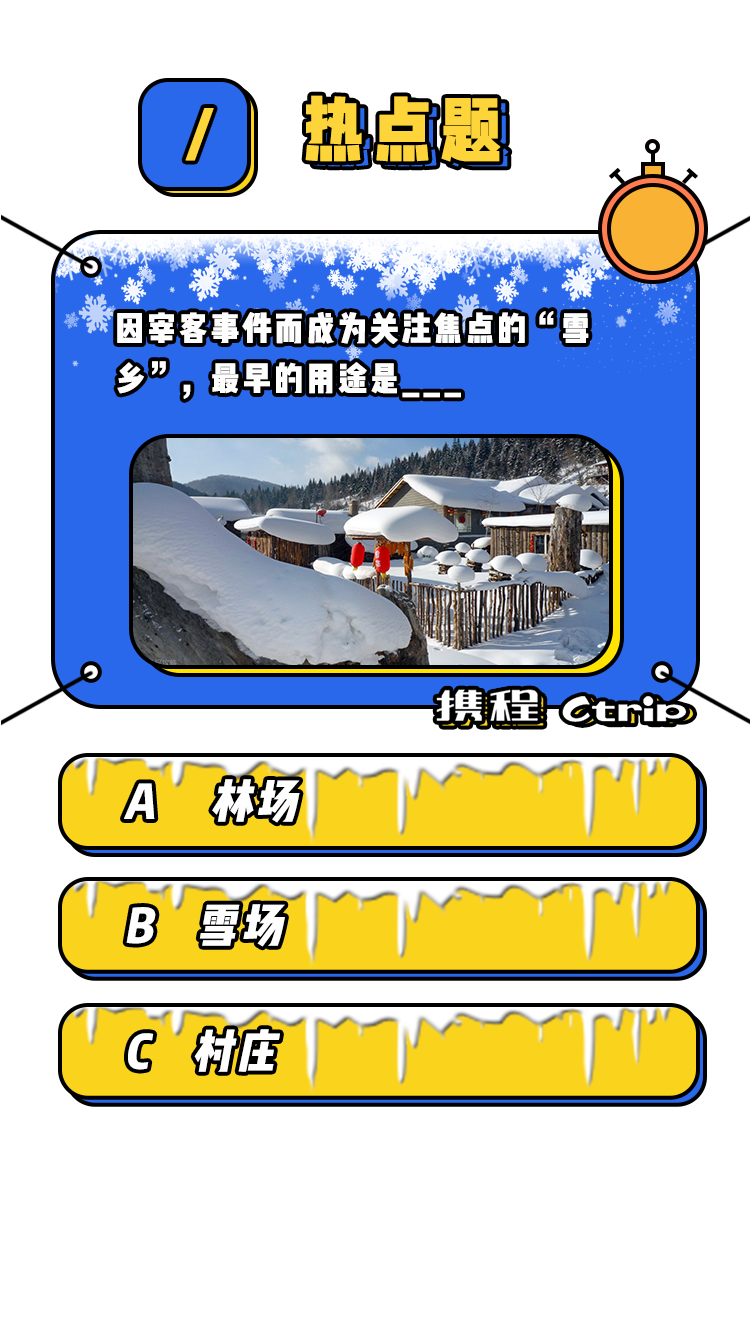 / 热点题
因宰客事件而成为关注焦点的“雪
乡”，最早的用途是___
携程 Ctrip
A 林场
B 雪场
C 村庄